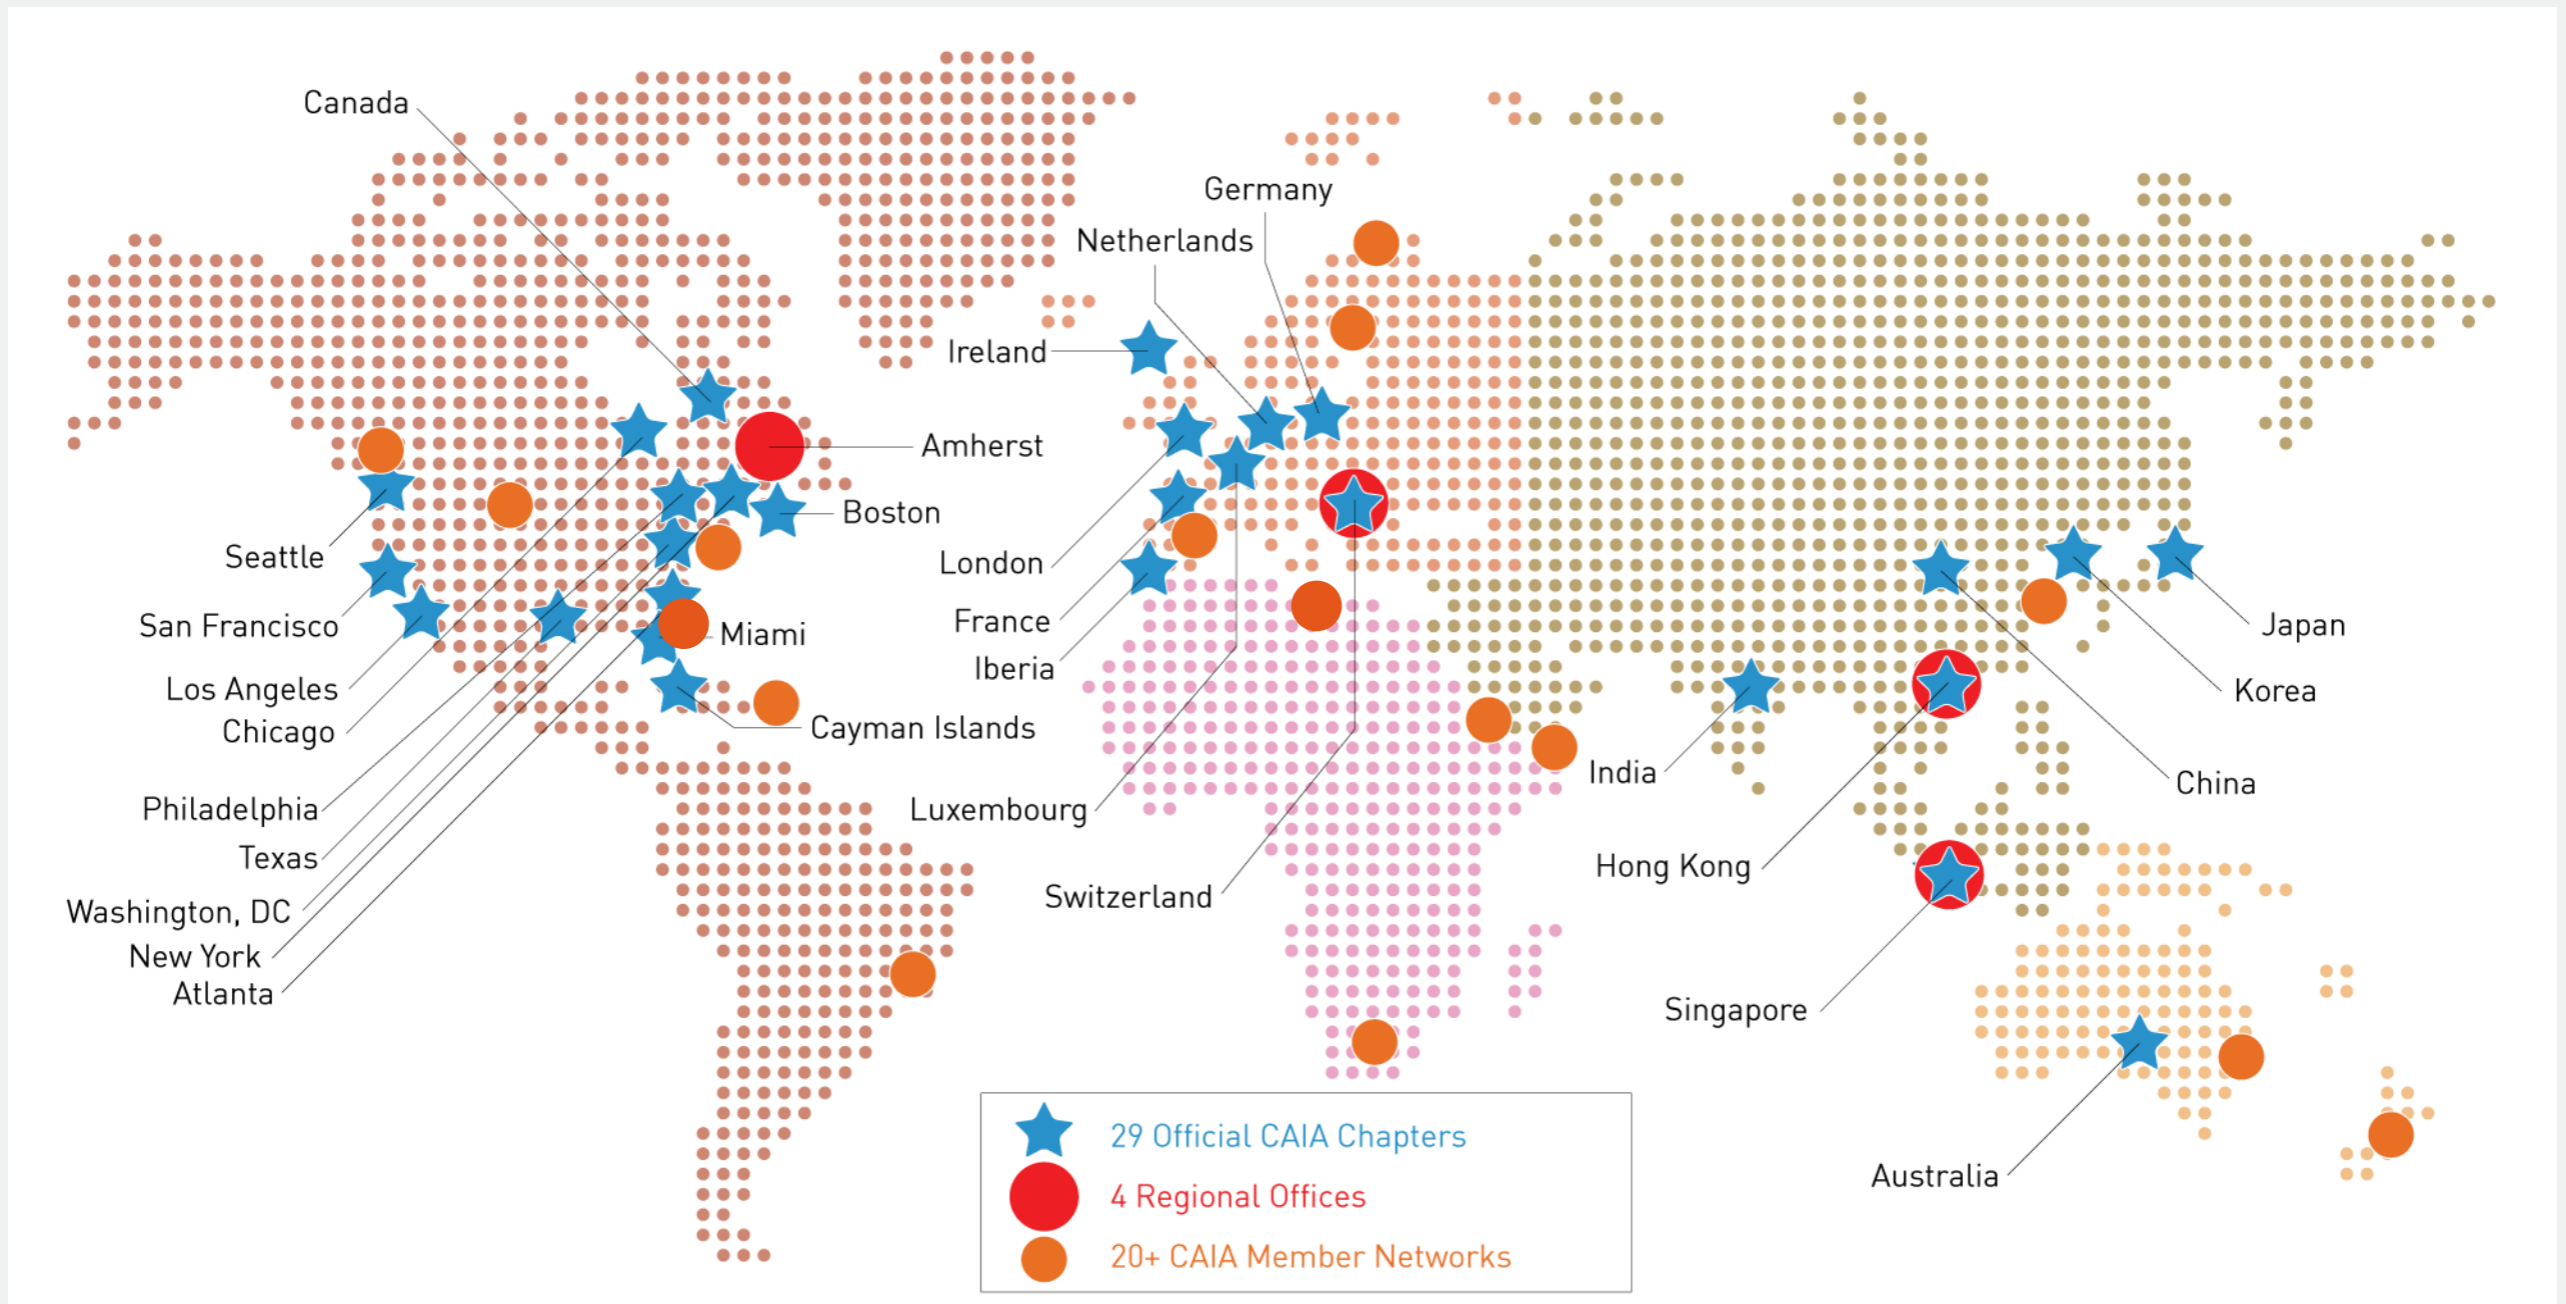 Canada
Germany
Netherlands
Ireland
Amherst
Boston
Seattle
London
San Francisco
France
Miami
Japan
Iberia
Los Angeles
Korea
Chicago
Cayman Islands
India
China
Philadelphia
Luxembourg
Texas
Hong Kong
Switzerland
Washington, DC
New York
Atlanta
Singapore
Australia
29 Official CAIA Chapters
4 Regional Offices
20+ CAIA Member Networks